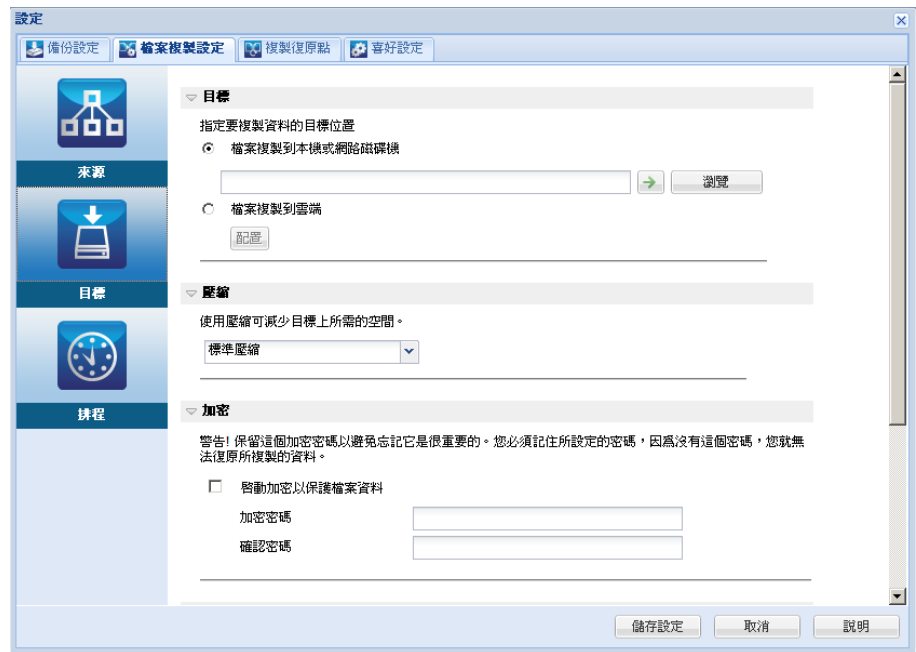 設定
備份設定
檔案複製設定
複製復原點
喜好設定
來源
目標
排程
目標
指定要複製資料的目標位置
檔案複製到本機或網路磁碟機
瀏覽
檔案複製到雲端
配置
壓縮
使用壓縮可減少目標上所需的空間。
標準壓縮
加密
警告! 保留這個加密密碼以避免忘記它是很重要的。您必須記住所設定的密碼，因為沒有這個密碼，您就無
法復原所複製的資料。
啟動加密以保護檔案資料
加密密碼
確認密碼
儲存設定
取消
說明